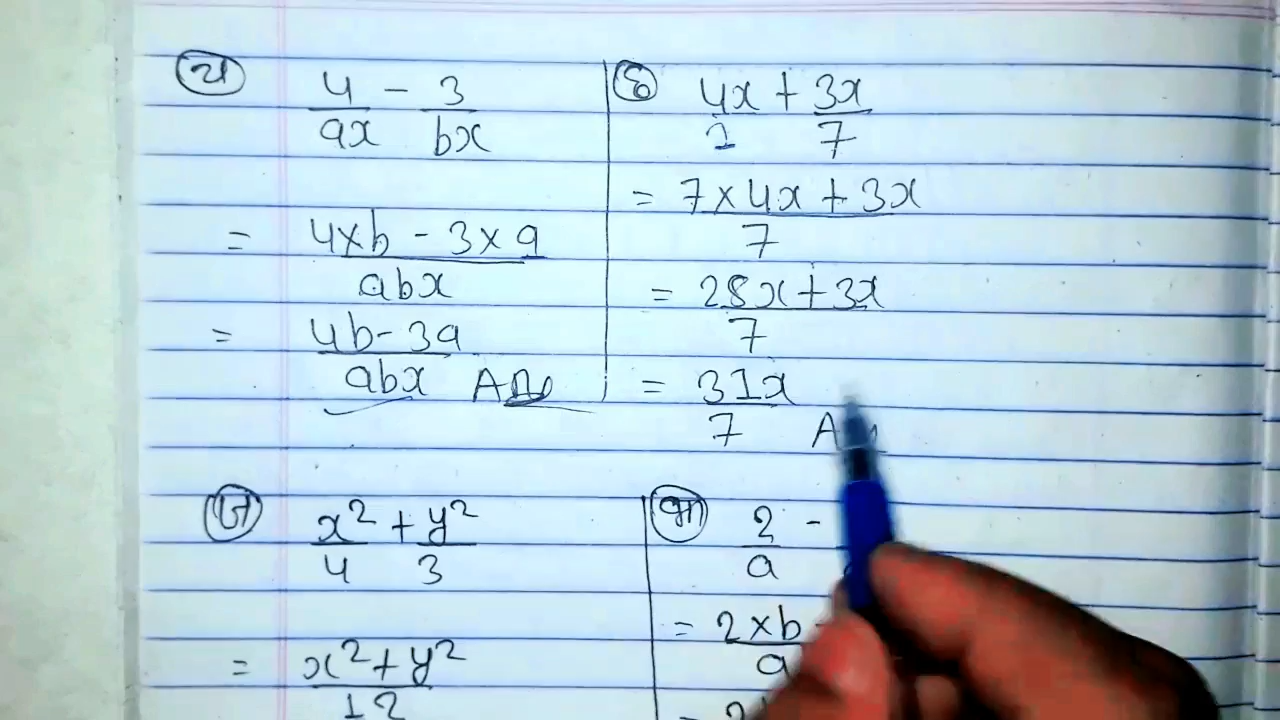 (च) 4/ax - 3/bx
= (4×b - 3×a)/abx
= (4b - 3a)/abx Ans
(छ) 4x/1 + 3x/7
= (7×4x + 3x)/7
= (28x + 3x)/7
= 31x/7
(ज) x²/4 + y²/3
= (x² + y²)/12
(झ) 2/a -
= 2×b
a